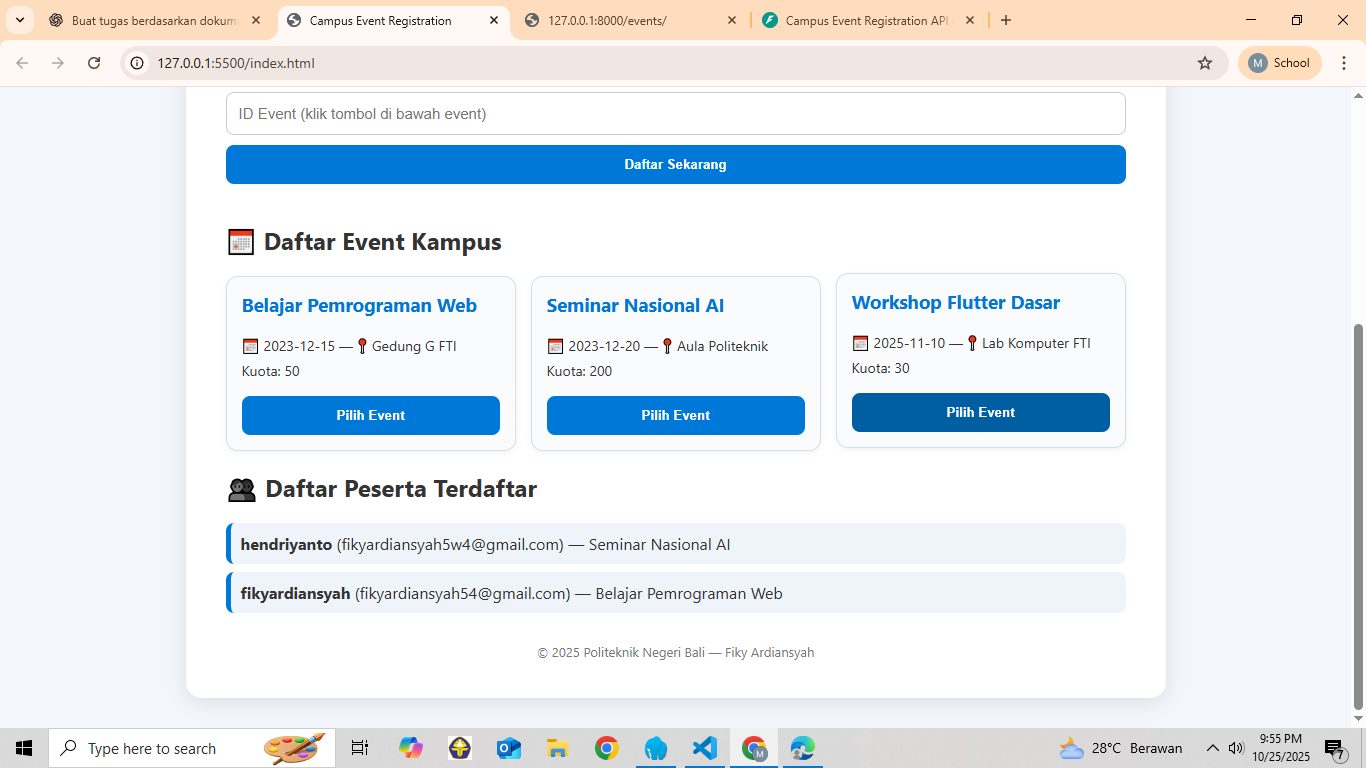 Buat tugas berdasarkan dokum
Campus Event Registration
127.0.0.1:8000/events/
Campus Event Registration API
127.0.0.1:5500/index.html
M
School
ID Event (klik tombol di bawah event)
Daftar Sekarang
Daftar Event Kampus
Belajar Pemrograman Web
2023-12-15 — Gedung G FTI
Kuota: 50
Pilih Event
Seminar Nasional AI
2023-12-20 — Aula Politeknik
Kuota: 200
Pilih Event
Workshop Flutter Dasar
2025-11-10 — Lab Komputer FTI
Kuota: 30
Pilih Event
Daftar Peserta Terdaftar
hendriyanto (fikyardiansyah5w4@gmail.com) — Seminar Nasional AI
fikyardiansyah (fikyardiansyah54@gmail.com) — Belajar Pemrograman Web
© 2025 Politeknik Negeri Bali — Fiky Ardiansyah
Type here to search
M
28°C Berawan
9:55 PM
10/25/2025
7